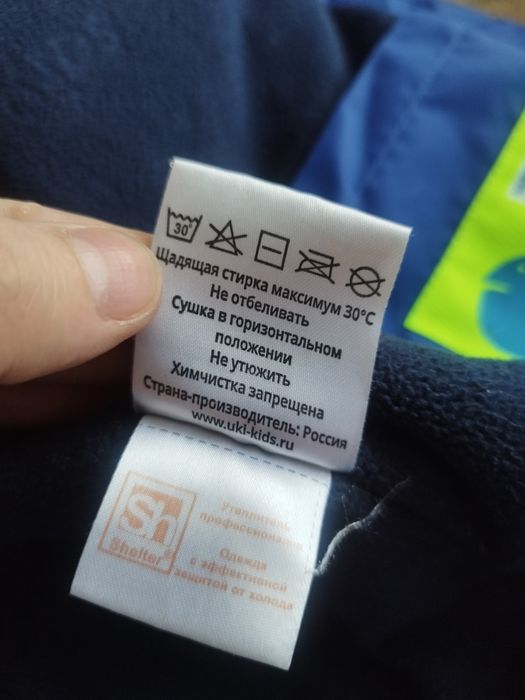 30°
Щадящая стирка максимум 30°C
Не отбеливать
Сушка в горизонтальном
положении
Не утюжить
Химчистка запрещена
Страна-производитель: Россия
www.uki-kids.ru
Sh
Shelter®
Утеплитель
профессионалов
Одежда
с эффективной
защитой от холода